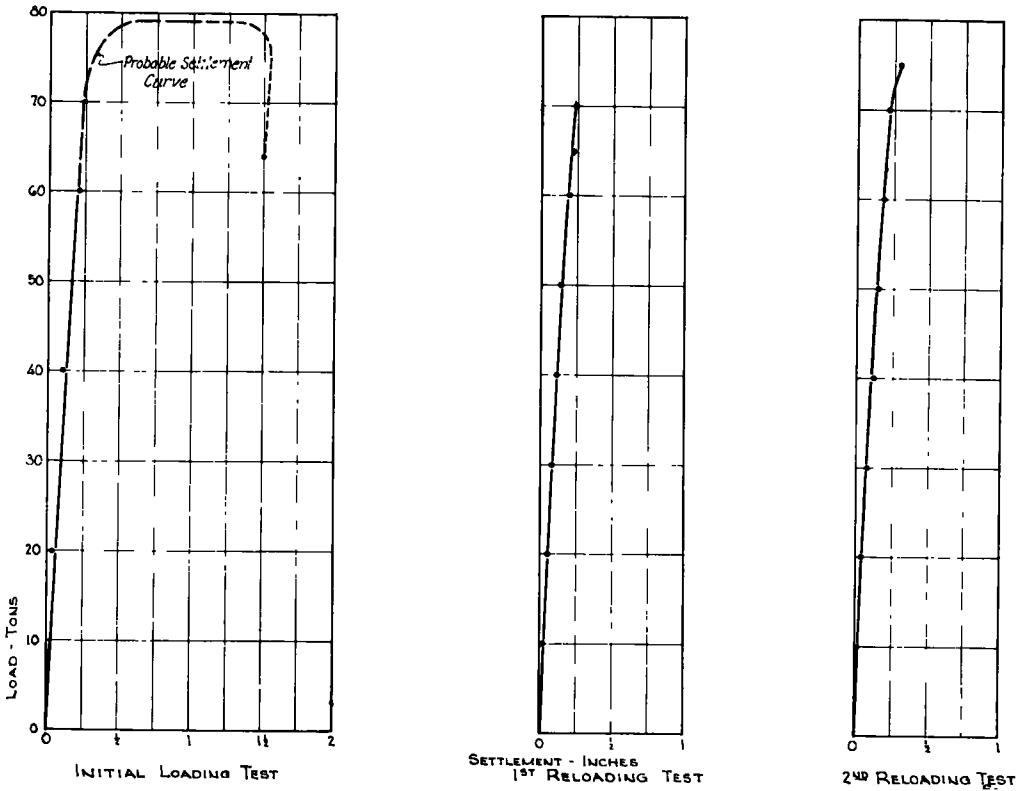 80
70
60
50
40
30
20
10
0
LOAD - TONS
Probable Settlement
Curve
0 ½ 1 1½ 2
INITIAL LOADING TEST
0 ½ 1
SETTLEMENT - INCHES
1ST RELOADING TEST
0 ½ 1
2ND RELOADING TEST